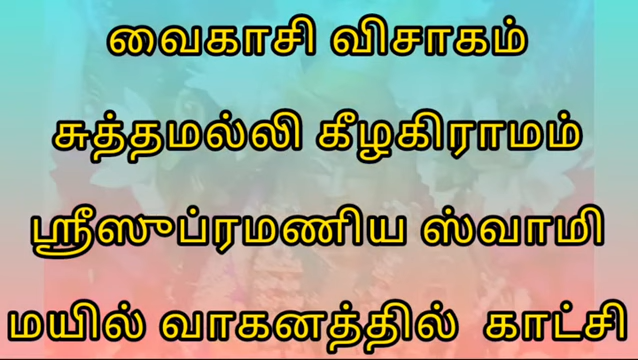 வைகாசி விசாகம்
சுத்தமல்லி கீழகிராமம்
ஸ்ரீஸுப்ரமணிய ஸ்வாமி
மயில் வாகனத்தில் காட்சி